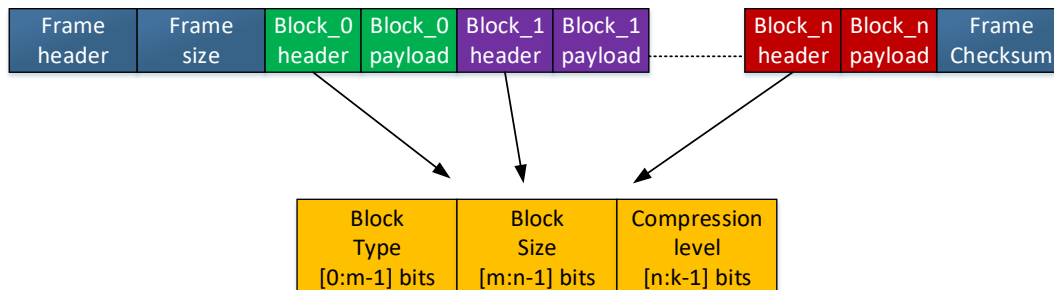 Frame
header
Frame
size
Block_0
header
Block_0
payload
Block_1
header
Block_1
payload
Block_n
header
Block_n
payload
Frame
Checksum
Block
Type
[0:m-1] bits
Block
Size
[m:n-1] bits
Compression
level
[n:k-1] bits